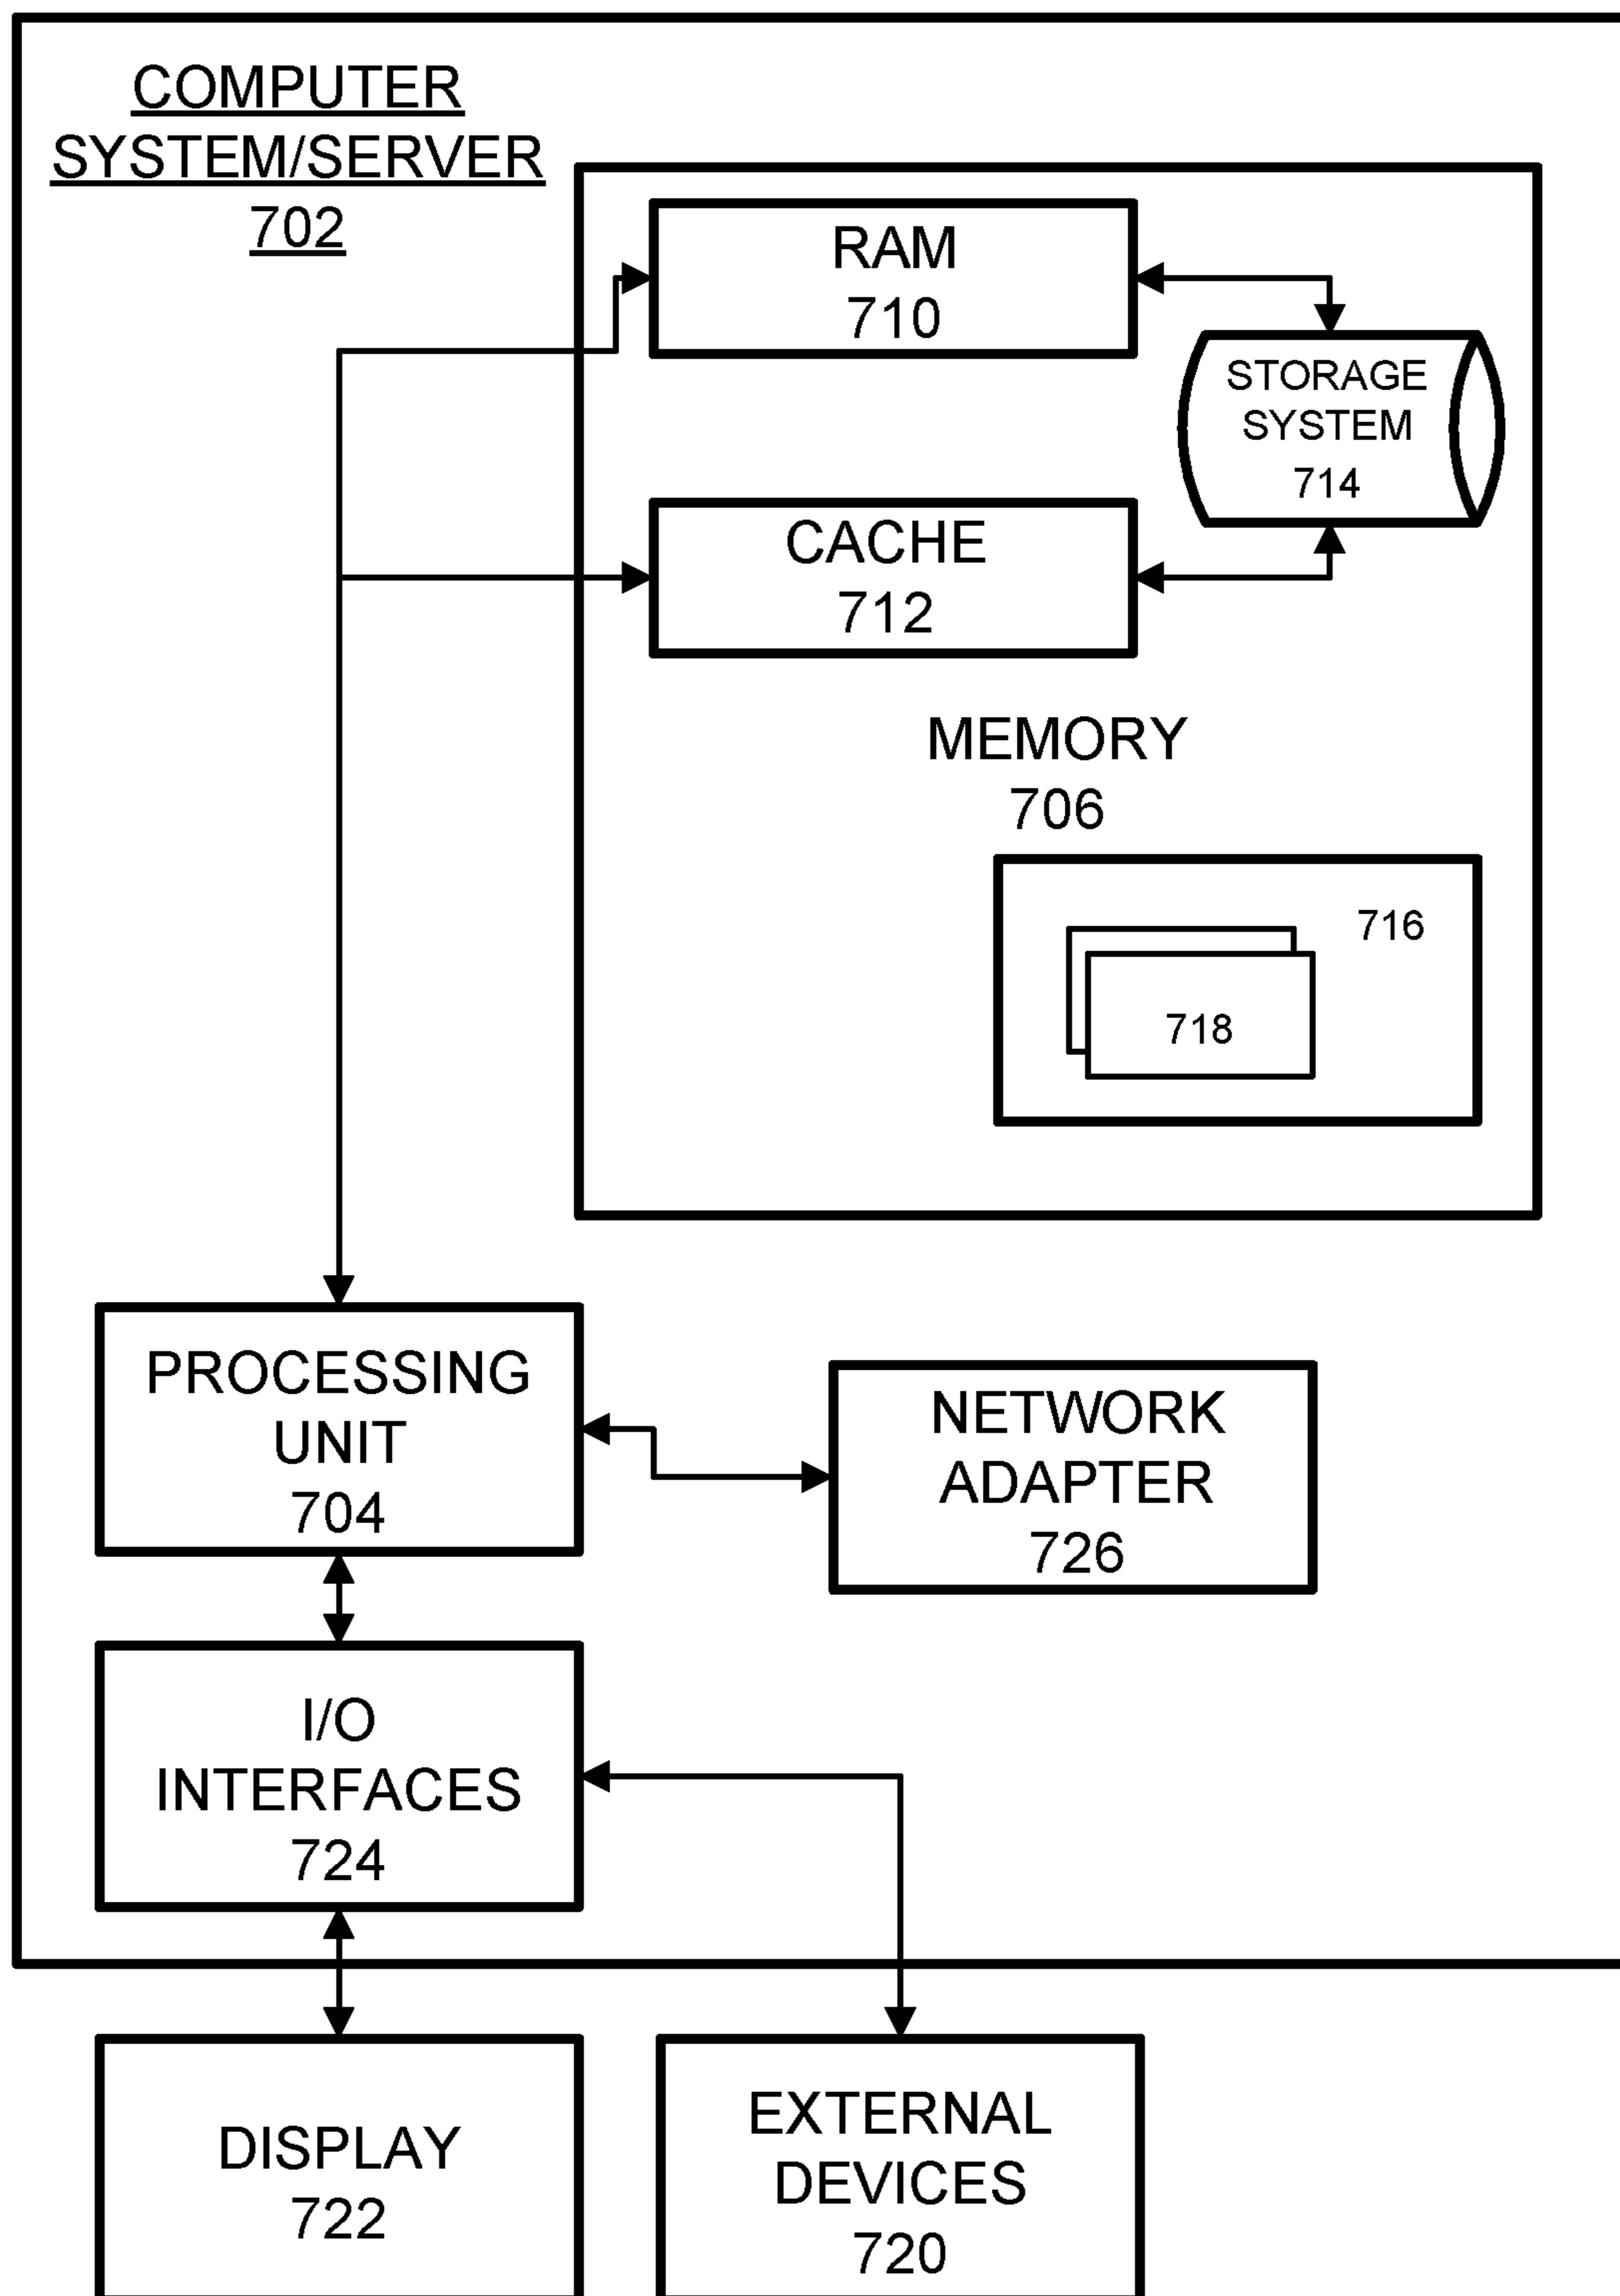 COMPUTER
SYSTEM/SERVER
702
RAM
710
STORAGE
SYSTEM
714
CACHE
712
MEMORY
706
716
718
PROCESSING
UNIT
704
NETWORK
ADAPTER
726
I/O
INTERFACES
724
DISPLAY
722
EXTERNAL
DEVICES
720